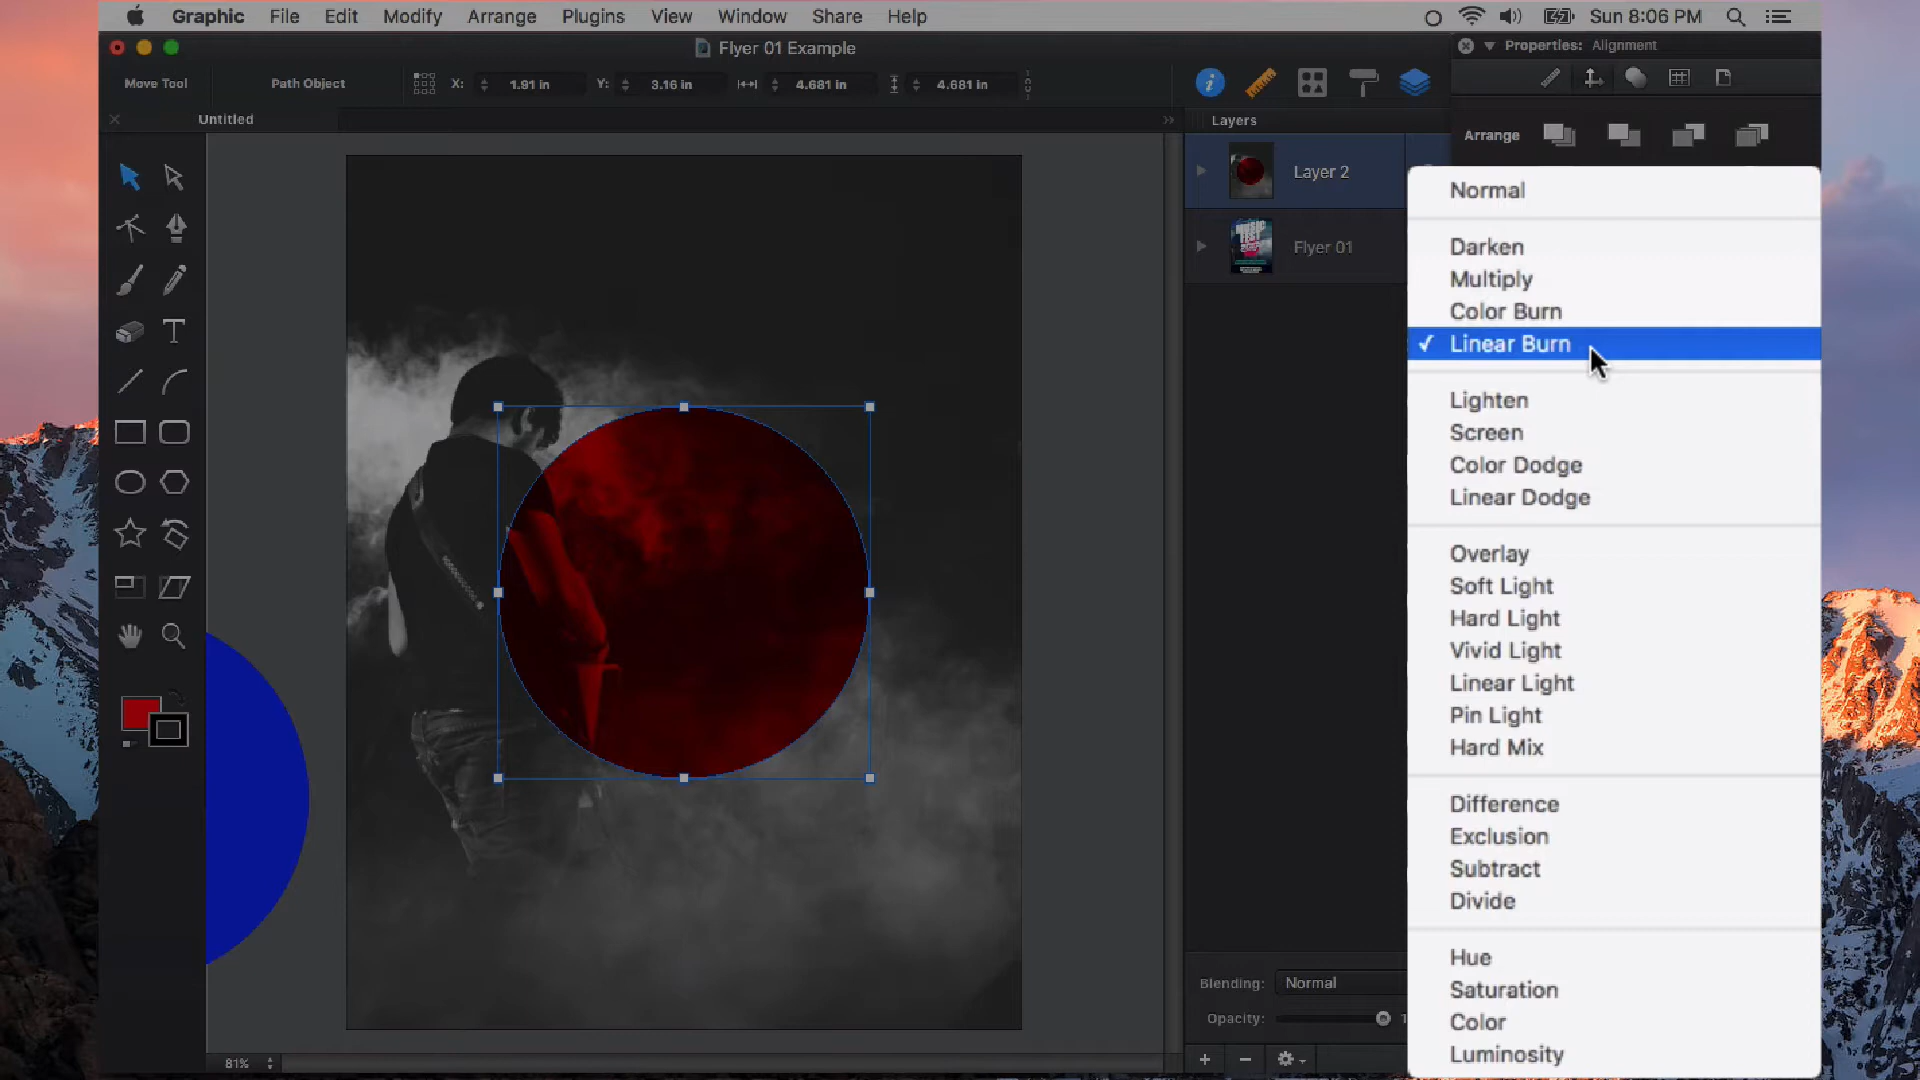 Graphic File Edit Modify Arrange Plugins View Window Share Help Sun 8:06 PM
Flyer 01 Example
Properties: Alignment
Move Tool Path Object X: 1.91 in Y: 3.16 in 4.681 in 4.681 in
Untitled
Layers
Arrange
Layer 2
Flyer 01
Normal
Darken
Multiply
Color Burn
✓ Linear Burn
Lighten
Screen
Color Dodge
Linear Dodge
Overlay
Soft Light
Hard Light
Vivid Light
Linear Light
Pin Light
Hard Mix
Difference
Exclusion
Subtract
Divide
Hue
Saturation
Color
Luminosity
Blending: Normal
Opacity:
81%